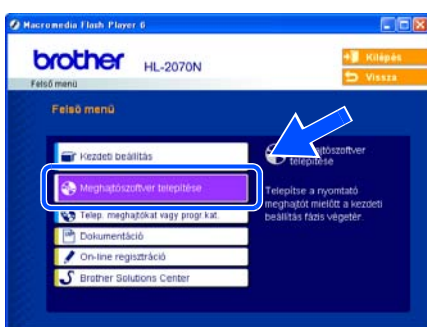 Macromedia Flash Player 6
brother HL-2070N
Kilépés
Vissza
Felső menü
Felső menü
Kezdeti beállítás
Meghajtószoftver telepítése
Telep. meghajtókat vagy progr.kat.
Dokumentáció
On-line regisztráció
Brother Solutions Center
telepítése
Telepítse a nyomtató
meghajtót mielőtt a kezdeti
beállítás fázis végetér.